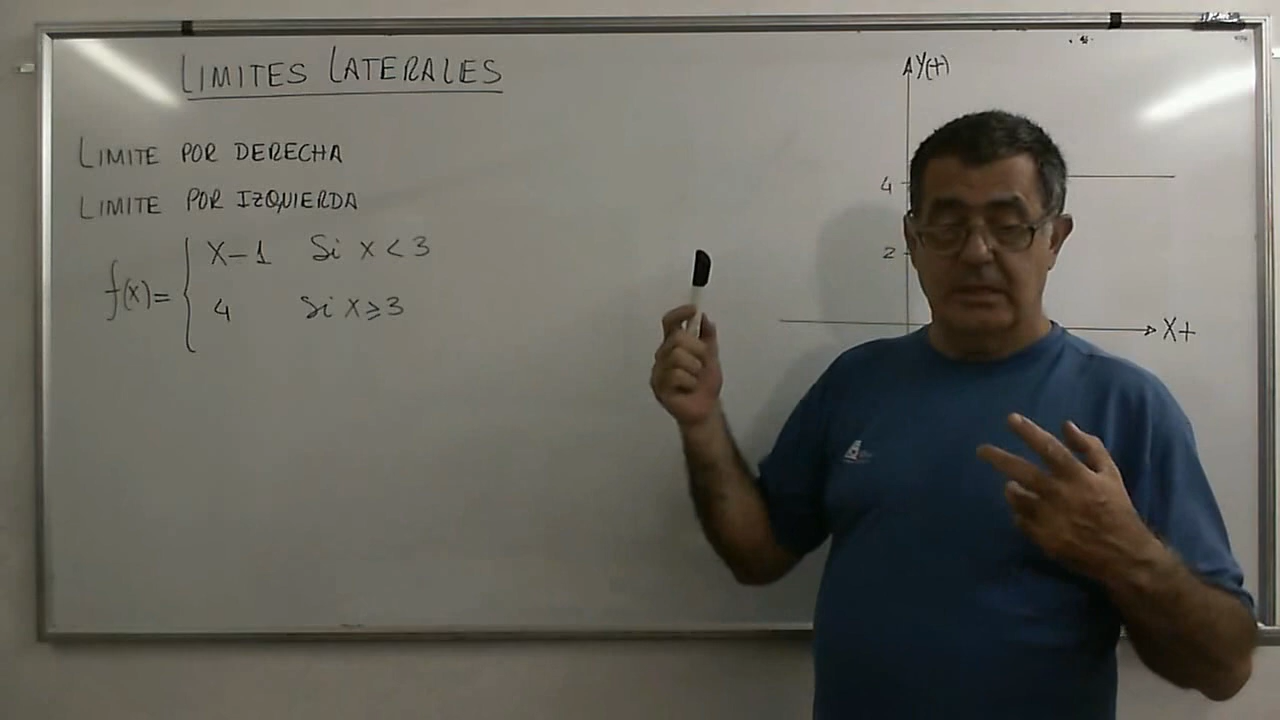 LIMITES LATERALES
LIMITE POR DERECHA
LIMITE POR IZQUIERDA
f(x)= { X-1 Si x < 3
4 Si x ≥ 3
Y(+)
4
2
X+